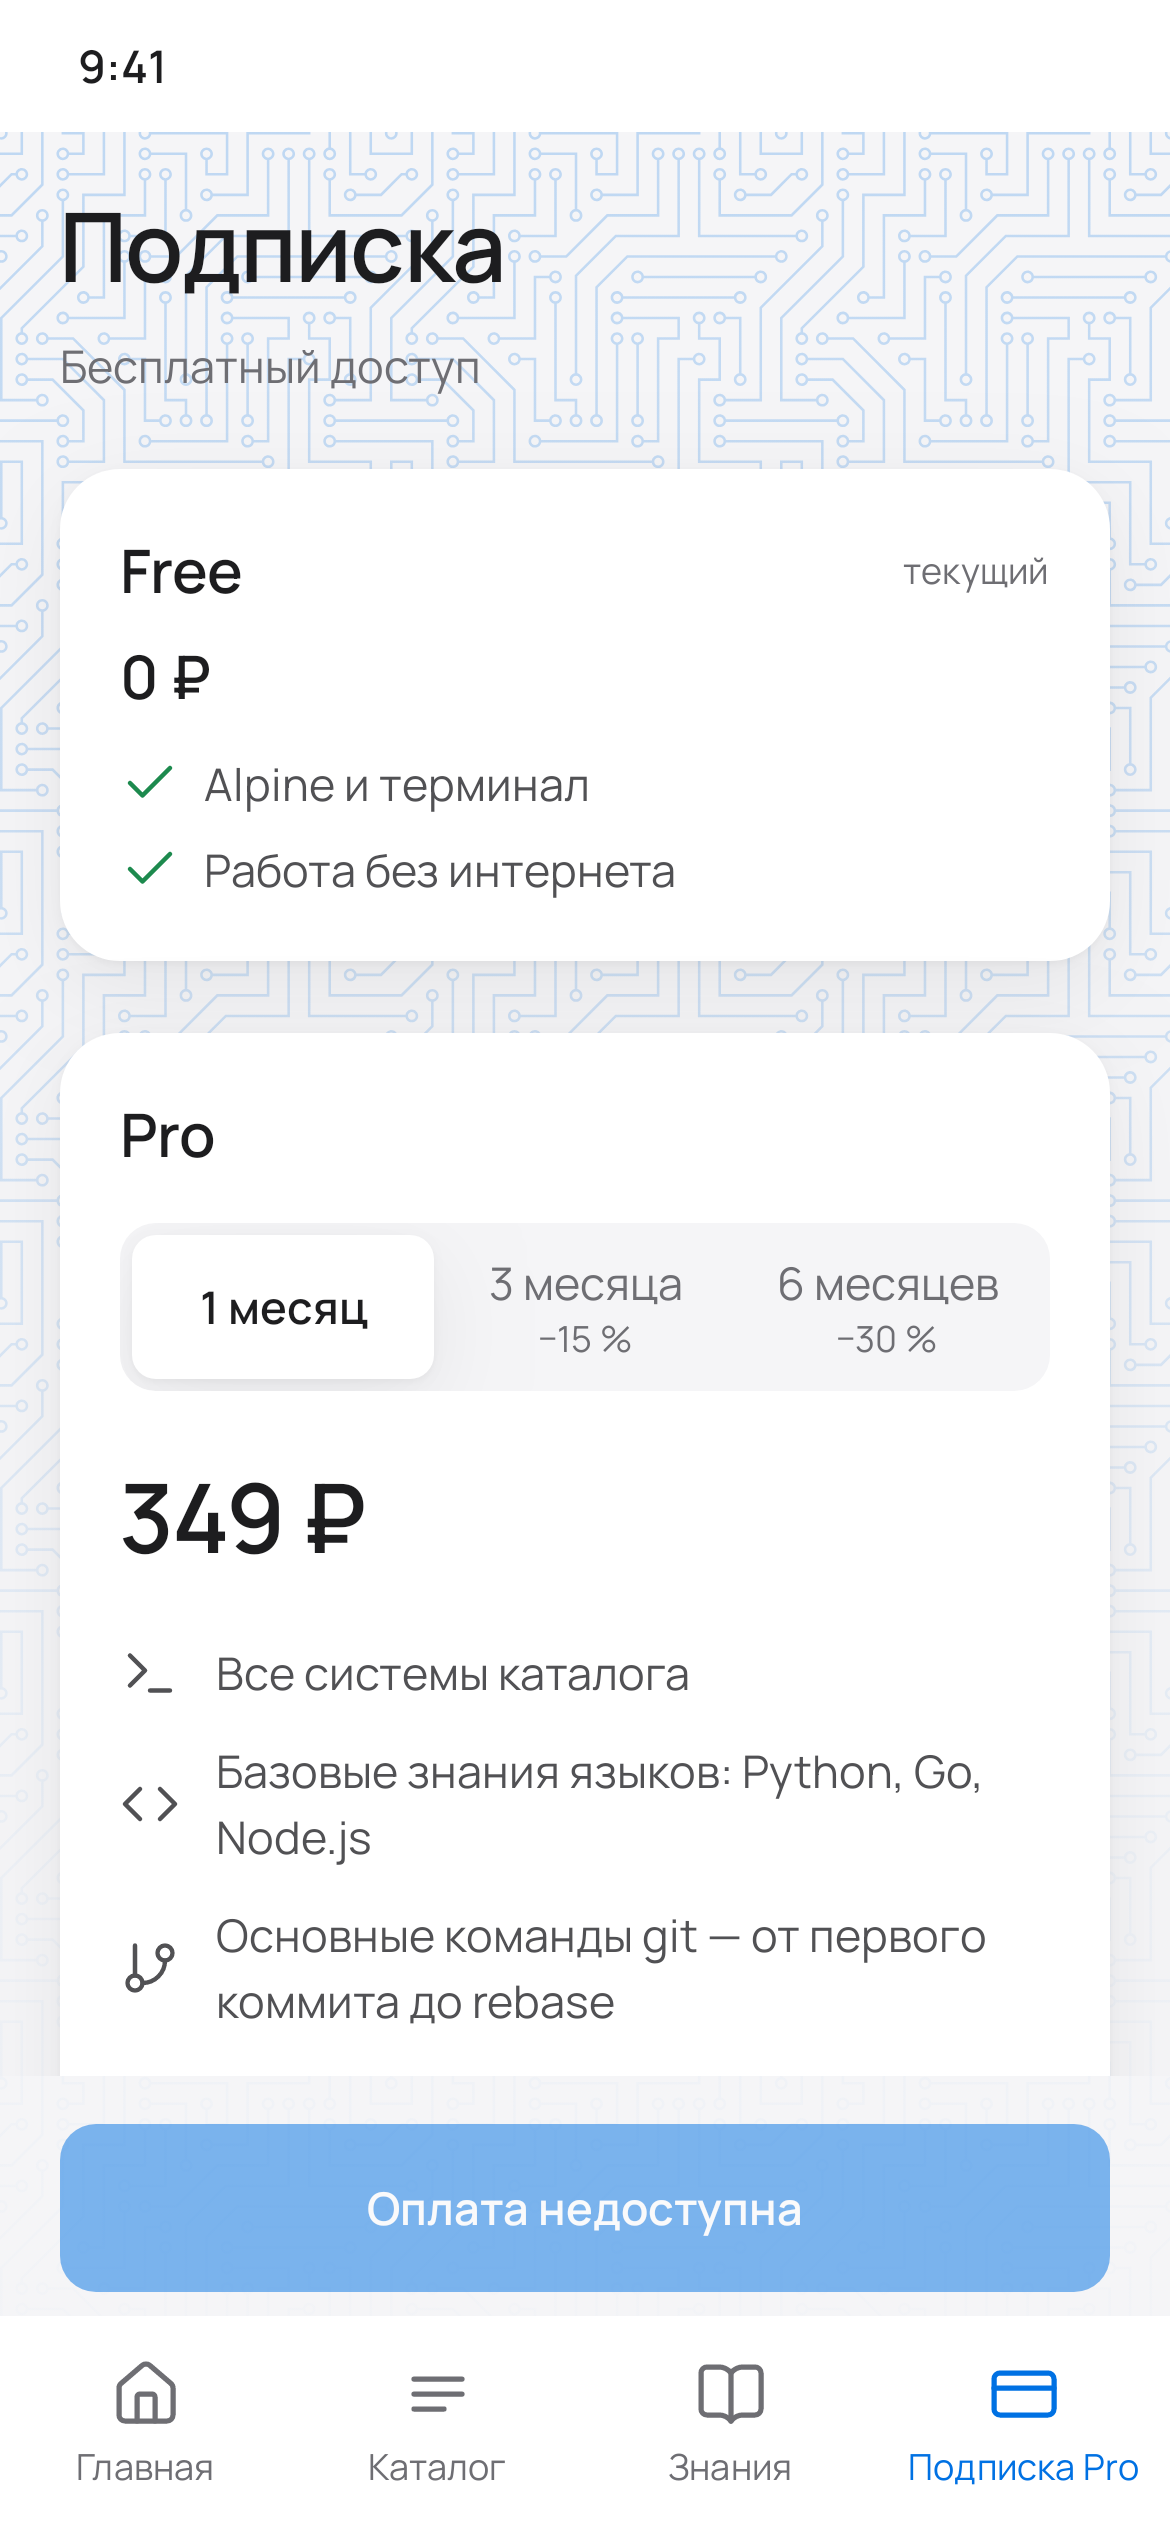 9:41
Подписка
Бесплатный доступ
Free
текущий
0 ₽
Alpine и терминал
Работа без интернета
Pro
1 месяц
3 месяца
−15 %
6 месяцев
−30 %
349 ₽
Все системы каталога
Базовые знания языков: Python, Go,
Node.js
Основные команды git — от первого
коммита до rebase
Оплата недоступна
Главная
Каталог
Знания
Подписка Pro